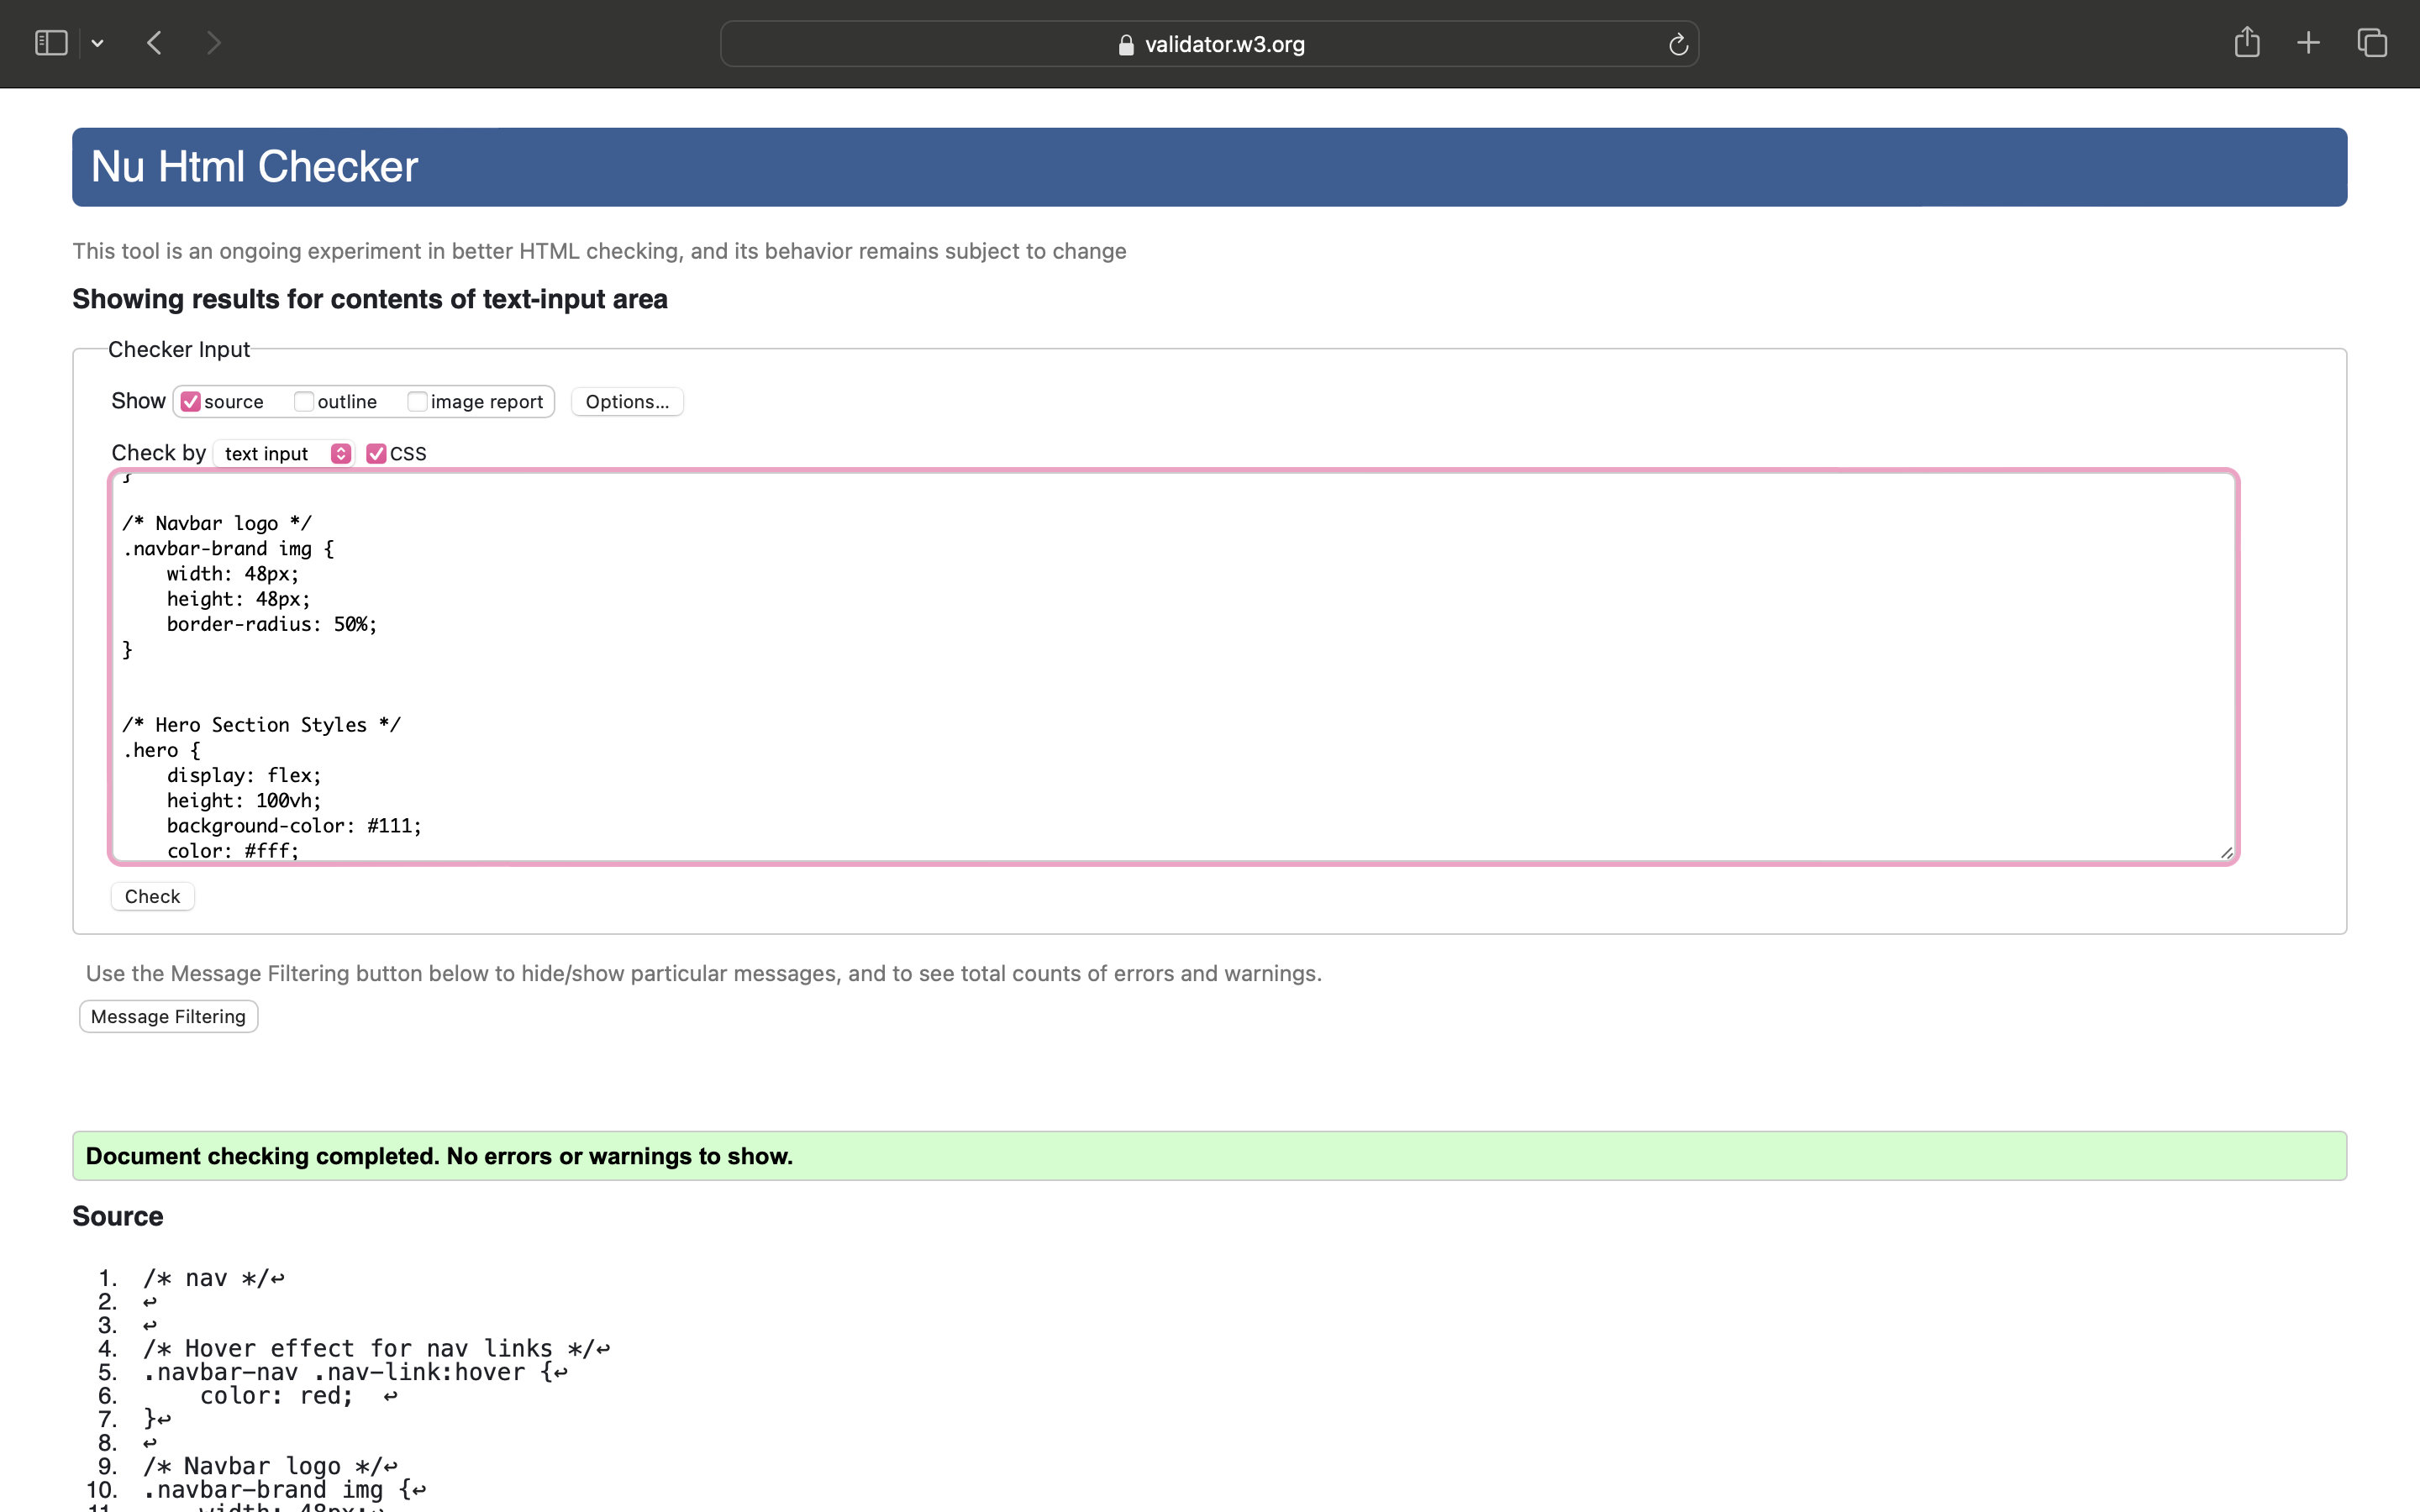 validator.w3.org
Nu Html Checker
This tool is an ongoing experiment in better HTML checking, and its behavior remains subject to change
Showing results for contents of text-input area
Checker Input
Show source outline image report Options...
Check by text input CSS
}
/* Navbar logo */
.navbar-brand img {
    width: 48px;
    height: 48px;
    border-radius: 50%;
}
/* Hero Section Styles */
.hero {
    display: flex;
    height: 100vh;
    background-color: #111;
    color: #fff;
Check
Use the Message Filtering button below to hide/show particular messages, and to see total counts of errors and warnings.
Message Filtering
Document checking completed. No errors or warnings to show.
Source
1. /* nav */↩
2. ↩
3. ↩
4. /* Hover effect for nav links */↩
5. .navbar-nav .nav-link:hover {↩
6.     color: red;  ↩
7. }↩
8. ↩
9. /* Navbar logo */↩
10. .navbar-brand img {↩
11.     width: 48px;↩